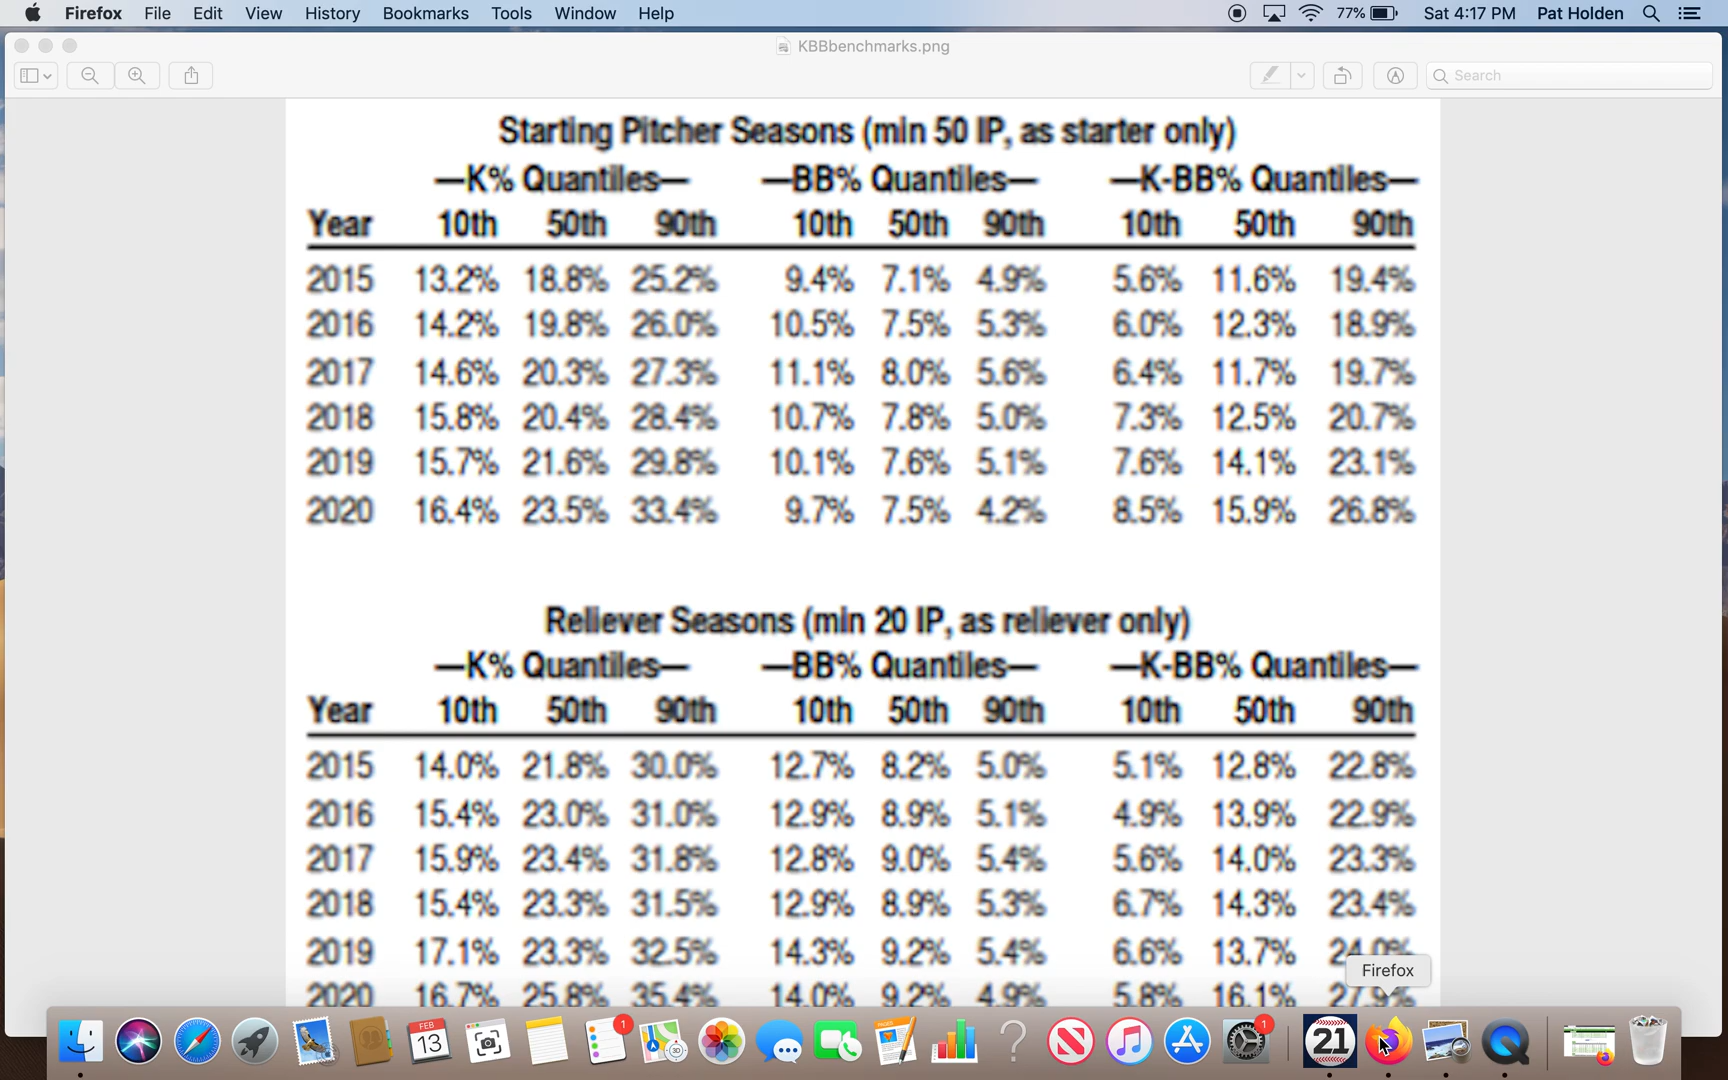 Firefox File Edit View History Bookmarks Tools Window Help 77% Sat 4:17 PM Pat Holden
KBBbenchmarks.png
Search
Starting Pitcher Seasons (min 50 IP, as starter only)
—K% Quantiles— —BB% Quantiles— —K-BB% Quantiles—
Year 10th 50th 90th 10th 50th 90th 10th 50th 90th
2015 13.2% 18.8% 25.2% 9.4% 7.1% 4.9% 5.6% 11.6% 19.4%
2016 14.2% 19.8% 26.0% 10.5% 7.5% 5.3% 6.0% 12.3% 18.9%
2017 14.6% 20.3% 27.3% 11.1% 8.0% 5.6% 6.4% 11.7% 19.7%
2018 15.8% 20.4% 28.4% 10.7% 7.8% 5.0% 7.3% 12.5% 20.7%
2019 15.7% 21.6% 29.8% 10.1% 7.6% 5.1% 7.6% 14.1% 23.1%
2020 16.4% 23.5% 33.4% 9.7% 7.5% 4.2% 8.5% 15.9% 26.8%
Reliever Seasons (min 20 IP, as reliever only)
—K% Quantiles— —BB% Quantiles— —K-BB% Quantiles—
Year 10th 50th 90th 10th 50th 90th 10th 50th 90th
2015 14.0% 21.8% 30.0% 12.7% 8.2% 5.0% 5.1% 12.8% 22.8%
2016 15.4% 23.0% 31.0% 12.9% 8.9% 5.1% 4.9% 13.9% 22.9%
2017 15.9% 23.4% 31.8% 12.8% 9.0% 5.4% 5.6% 14.0% 23.3%
2018 15.4% 23.3% 31.5% 12.9% 8.9% 5.3% 6.7% 14.3% 23.4%
2019 17.1% 23.3% 32.5% 14.3% 9.2% 5.4% 6.6% 13.7% 24.0%
Firefox
2020 16.7% 25.8% 35.4% 14.0% 9.2% 4.9% 5.8% 16.1% 27.9%
FEB
13
1
3D
PAGES
?
N
1
21